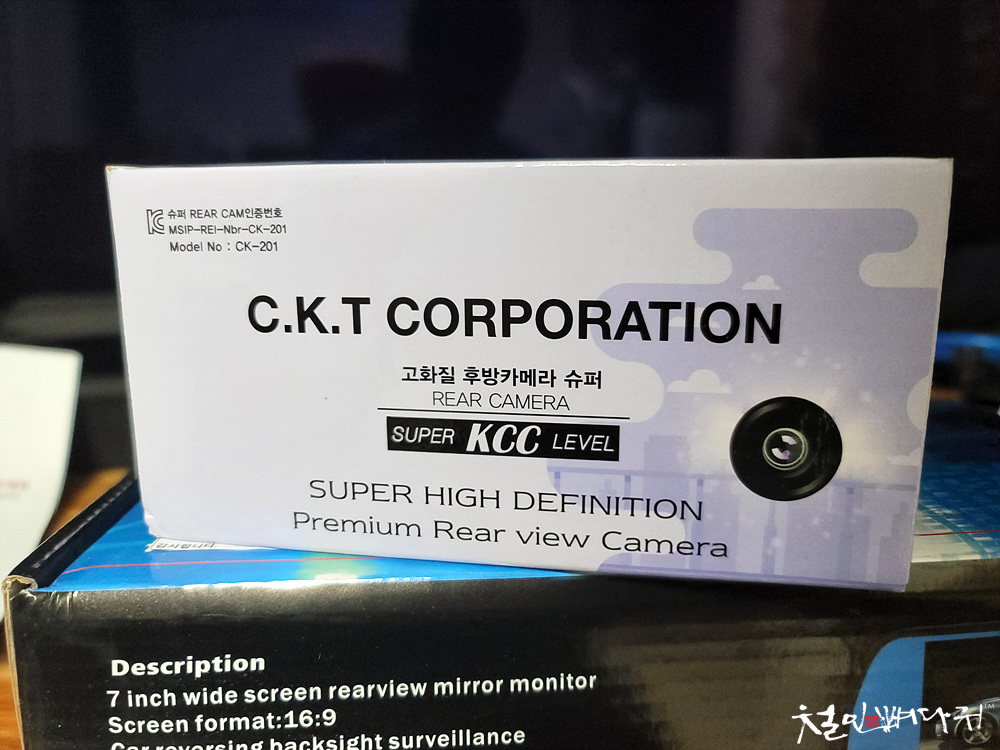 슈퍼 REAR CAM인증번호
MSIP-REI-Nbr-CK-201
Model No : CK-201
C.K.T CORPORATION
고화질 후방카메라 슈퍼
REAR CAMERA
SUPER KCC LEVEL
SUPER HIGH DEFINITION
Premium Rear view Camera
Description
7 inch wide screen rearview mirror monitor
Screen format:16:9
Car reversing backsight surveillance